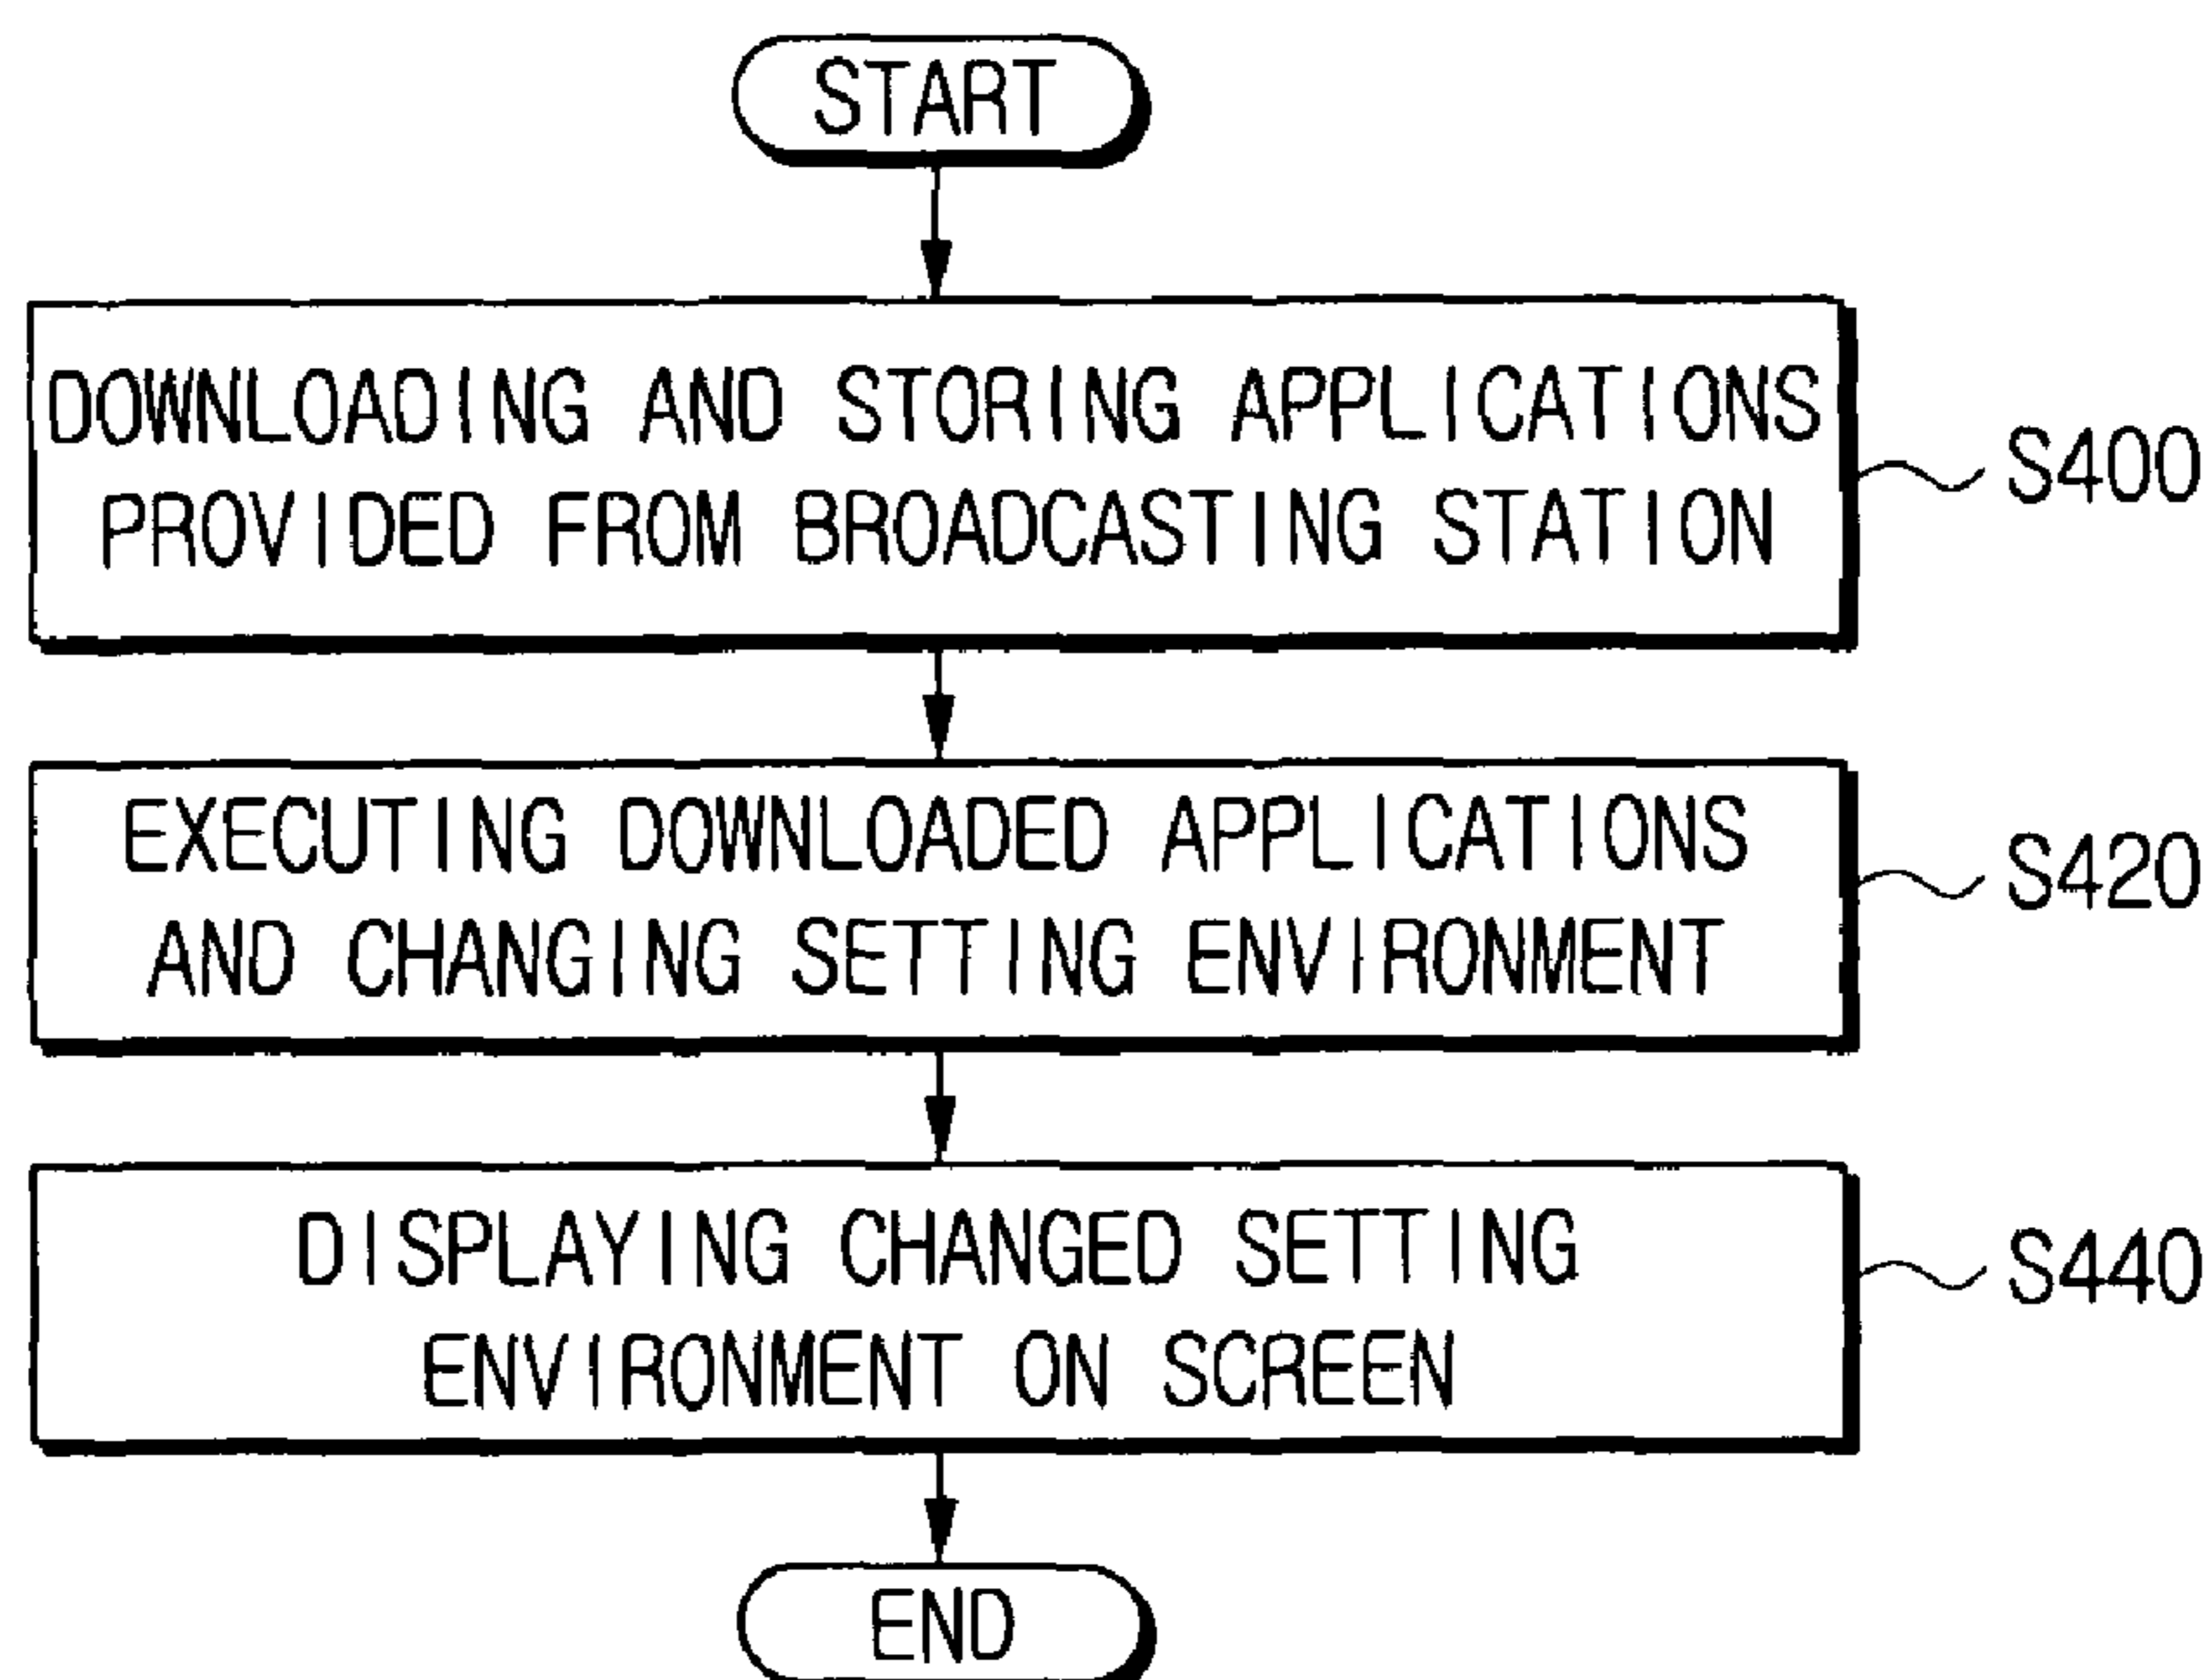 START
DOWNLOADING AND STORING APPLICATIONS
PROVIDED FROM BROADCASTING STATION
S400
EXECUTING DOWNLOADED APPLICATIONS
AND CHANGING SETTING ENVIRONMENT
S420
DISPLAYING CHANGED SETTING
ENVIRONMENT ON SCREEN
S440
END